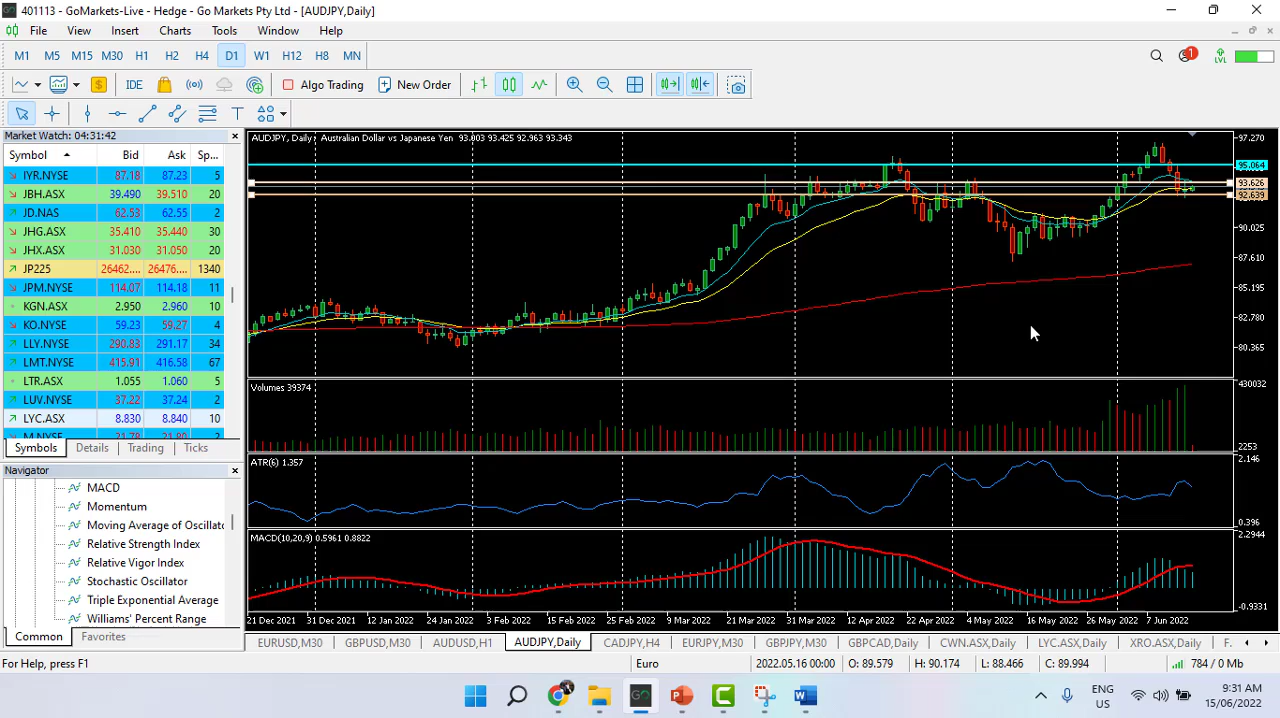 401113 - GoMarkets-Live - Hedge - Go Markets Pty Ltd - [AUDJPY,Daily]
File View Insert Charts Tools Window Help
M1 M5 M15 M30 H1 H2 H4 D1 W1 H12 H8 MN
1 LVL
IDE Algo Trading New Order
Market Watch: 04:31:42
Symbol Bid Ask Sp...
IYR.NYSE 87.18 87.23 5
JBH.ASX 39.490 39.510 20
JD.NAS 62.53 62.55 2
JHG.ASX 35.410 35.440 30
JHX.ASX 31.030 31.050 20
JP225 26462.... 26476.... 1340
JPM.NYSE 114.07 114.18 11
KGN.ASX 2.950 2.960 10
KO.NYSE 59.23 59.27 4
LLY.NYSE 290.83 291.17 34
LMT.NYSE 415.91 416.58 67
LTR.ASX 1.055 1.060 5
LUV.NYSE 37.22 37.24 2
LYC.ASX 8.830 8.840 10
M.NYSE 21.78 21.80 2
Symbols Details Trading Ticks
Navigator
MACD
Momentum
Moving Average of Oscillato
Relative Strength Index
Relative Vigor Index
Stochastic Oscillator
Triple Exponential Average
Williams' Percent Range
Common Favorites
AUDJPY, Daily: Australian Dollar vs Japanese Yen 93.003 93.425 92.963 93.343
97.270
95.064
93.626
92.639
90.025
87.610
85.195
82.780
80.365
Volumes 39374
430032
2253
ATR(6) 1.357
2.146
0.396
MACD(10,20,9) 0.5961 0.8822
2.2944
-0.9331
21 Dec 2021 31 Dec 2021 12 Jan 2022 24 Jan 2022 3 Feb 2022 15 Feb 2022 25 Feb 2022 9 Mar 2022 21 Mar 2022 31 Mar 2022 12 Apr 2022 22 Apr 2022 4 May 2022 16 May 2022 26 May 2022 7 Jun 2022
EURUSD,M30 GBPUSD,M30 AUDUSD,H1 AUDJPY,Daily CADJPY,H4 EURJPY,M30 GBPJPY,M30 GBPCAD,Daily CWN.ASX,Daily LYC.ASX,Daily XRO.ASX,Daily F.
For Help, press F1 Euro 2022.05.16 00:00 O: 89.579 H: 90.174 L: 88.466 C: 89.994 784 / 0 Mb
GO
ENG
US
9:31 AM
15/06/2022